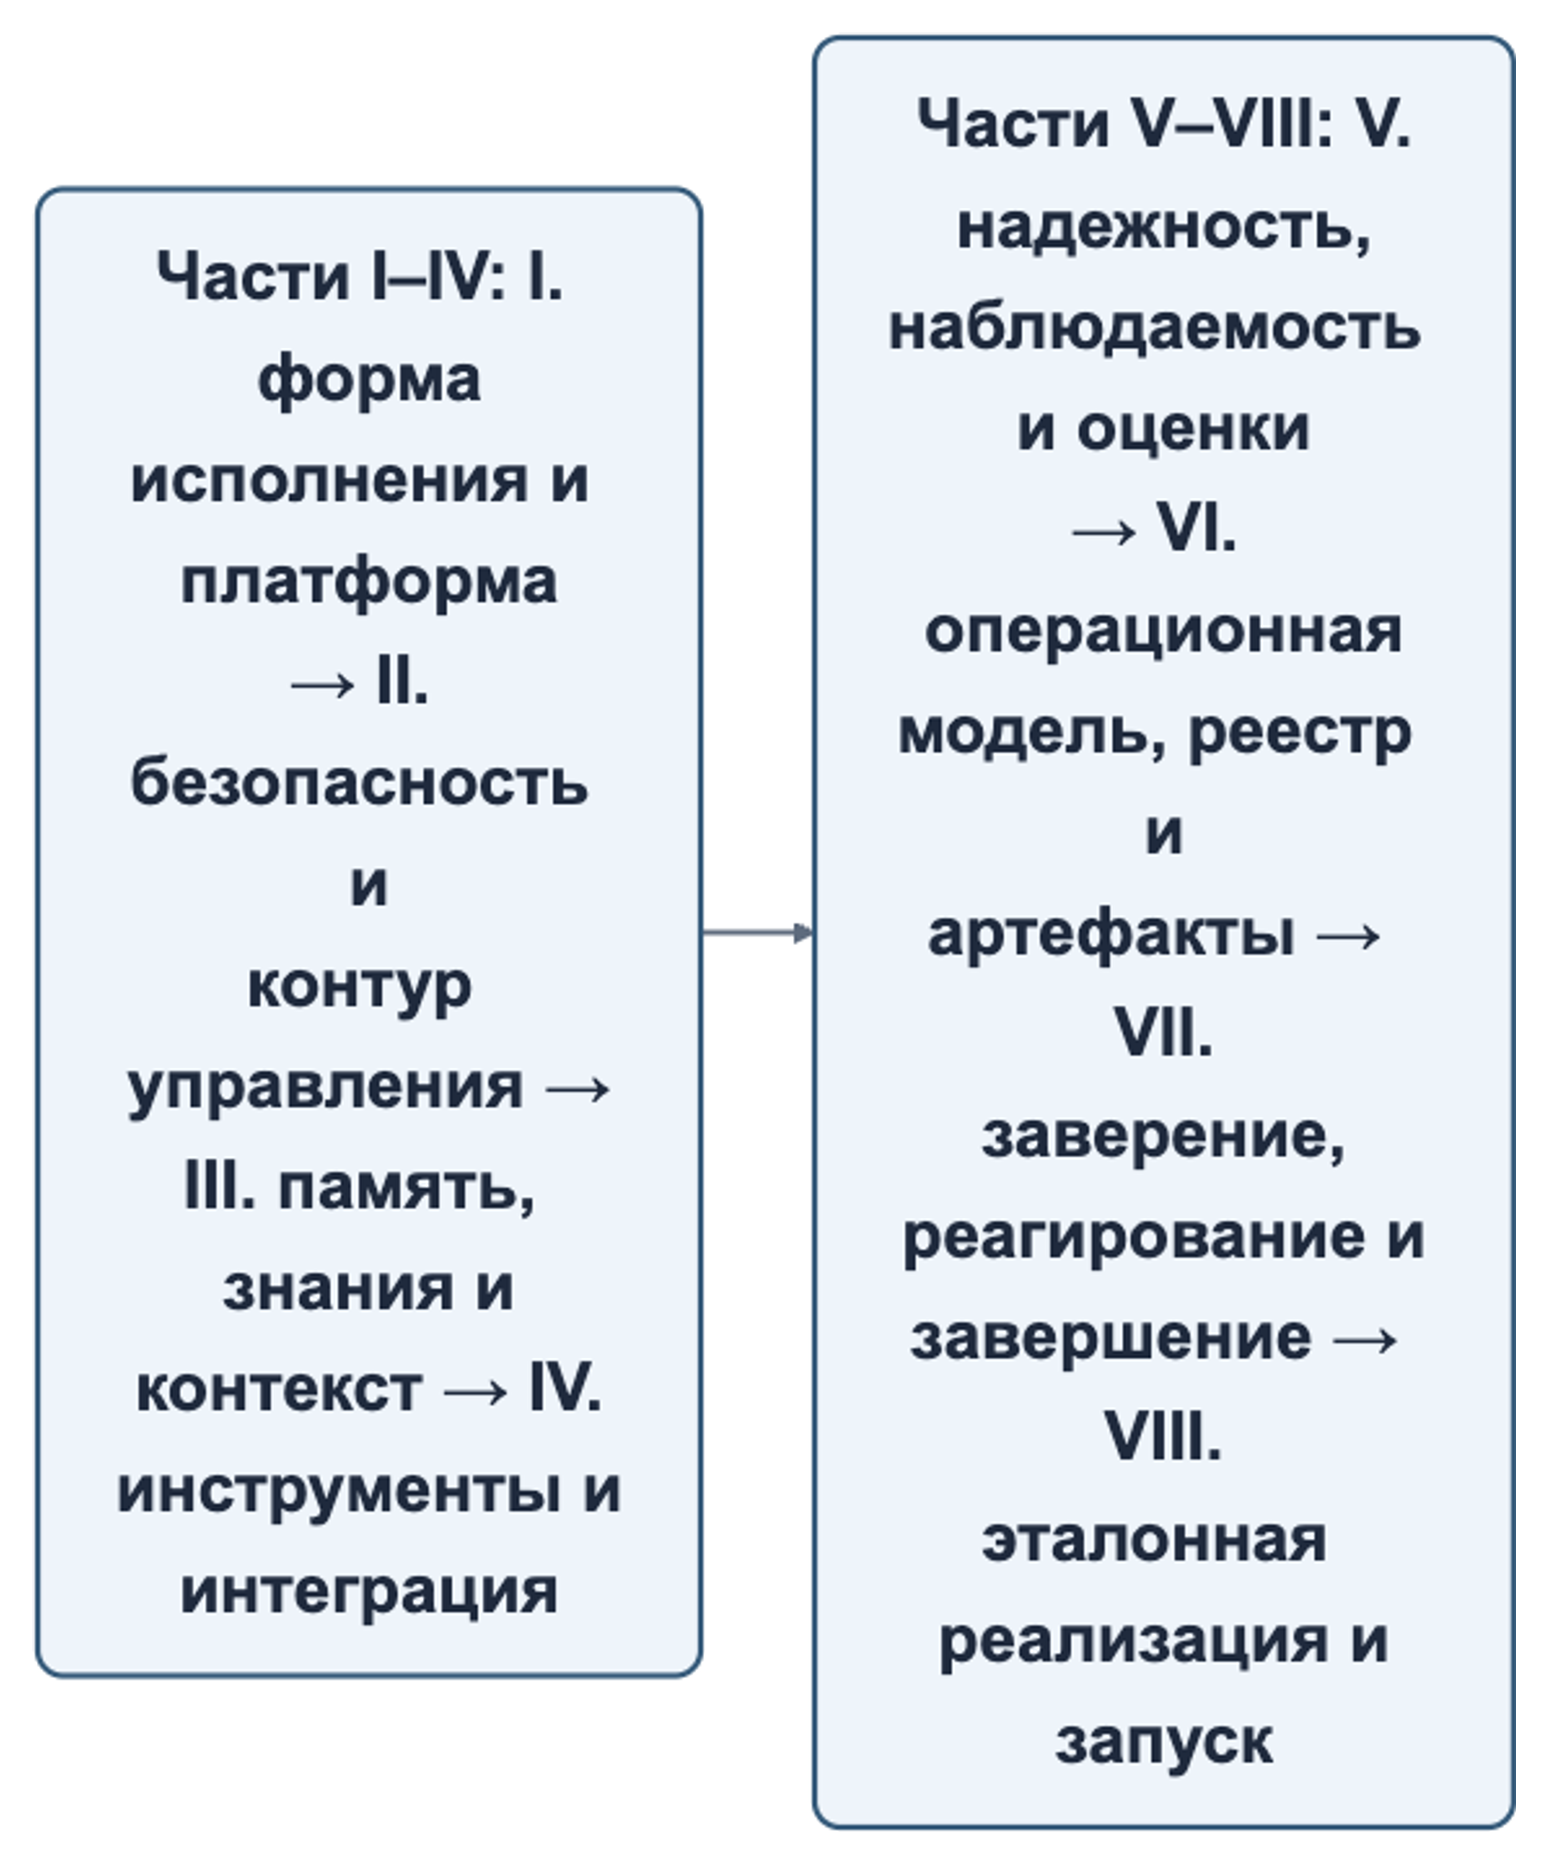 Части I–IV: I.
форма
исполнения и
платформа
→ II.
безопасность
и
контур
управления →
III. память,
знания и
контекст → IV.
инструменты и
интеграция
Части V–VIII: V.
надежность,
наблюдаемость
и оценки
→ VI.
операционная
модель, реестр
и
артефакты →
VII.
заверение,
реагирование и
завершение →
VIII.
эталонная
реализация и
запуск